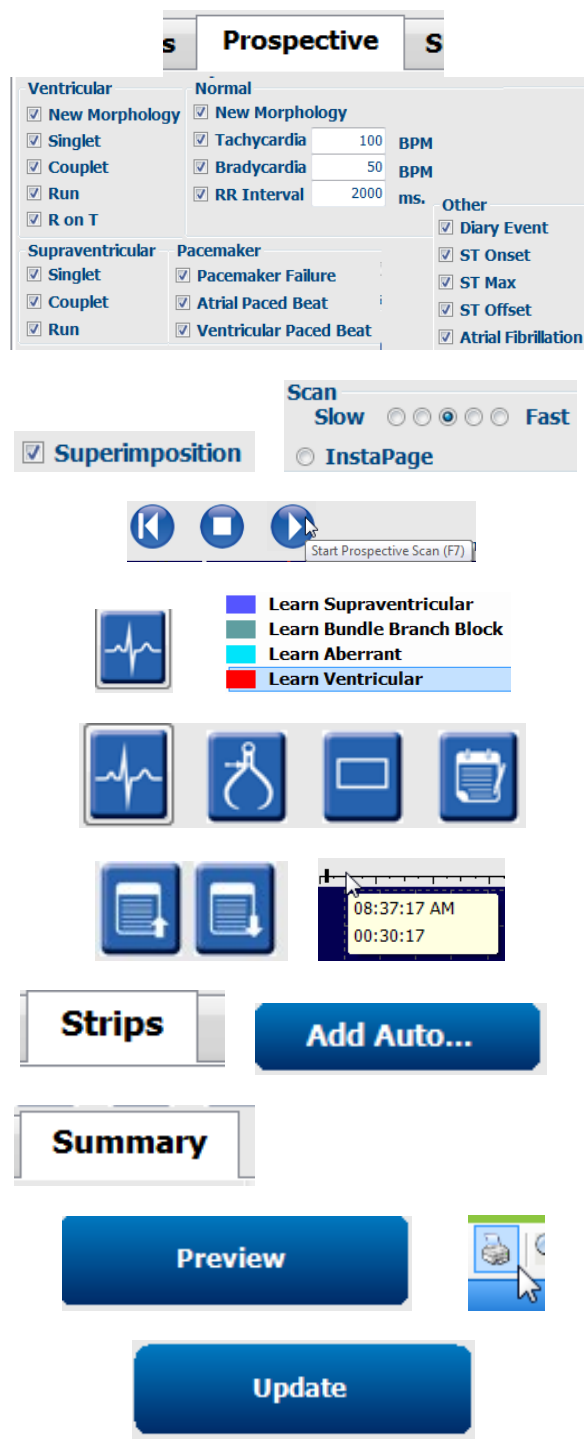 s Prospective S
Ventricular Normal
New Morphology New Morphology
Singlet Tachycardia 100 BPM
Couplet Bradycardia 50 BPM
Run RR Interval 2000 ms.
R on T
Other
Diary Event
Supraventricular Pacemaker ST Onset
Singlet Pacemaker Failure ST Max
Couplet Atrial Paced Beat ST Offset
Run Ventricular Paced Beat Atrial Fibrillation
Scan
Slow Fast
Superimposition InstaPage
Start Prospective Scan (F7)
Learn Supraventricular
Learn Bundle Branch Block
Learn Aberrant
Learn Ventricular
08:37:17 AM
00:30:17
Strips Add Auto...
Summary
Preview
Update